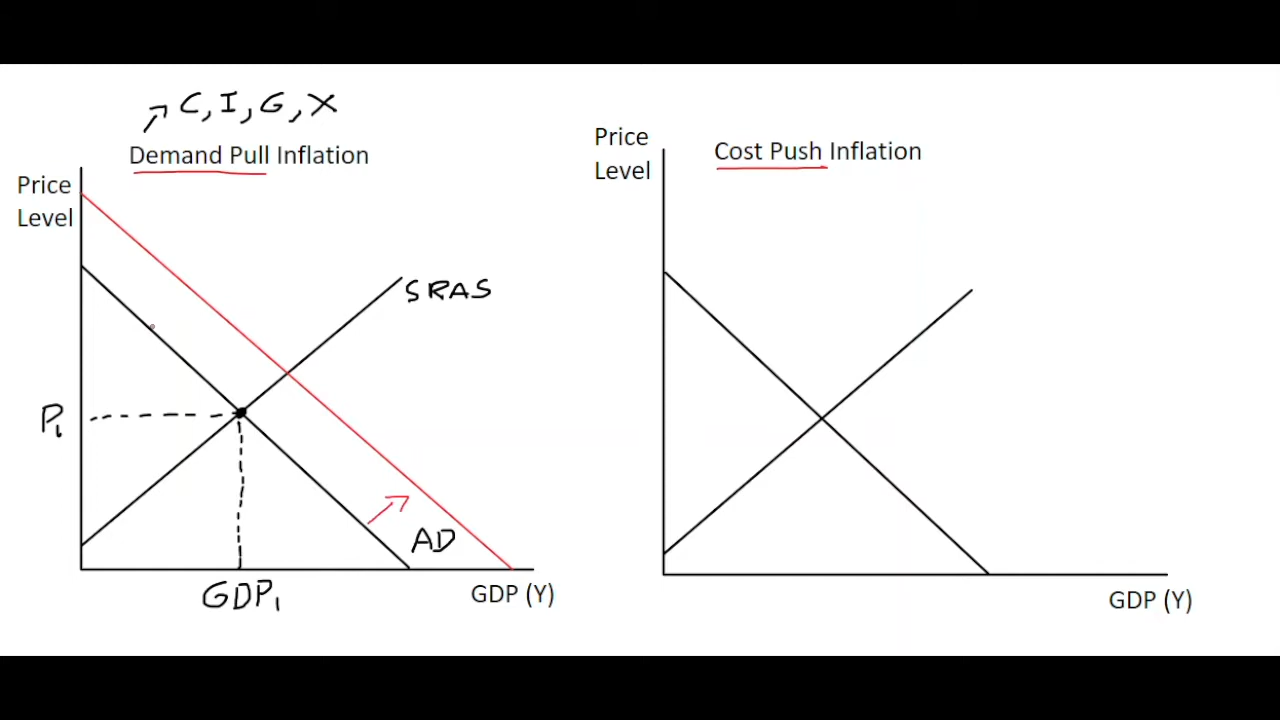 C, I, G, X
Demand Pull Inflation
Price
Level
SRAS
P1
AD
GDP1
GDP (Y)
Price
Level
Cost Push Inflation
GDP (Y)